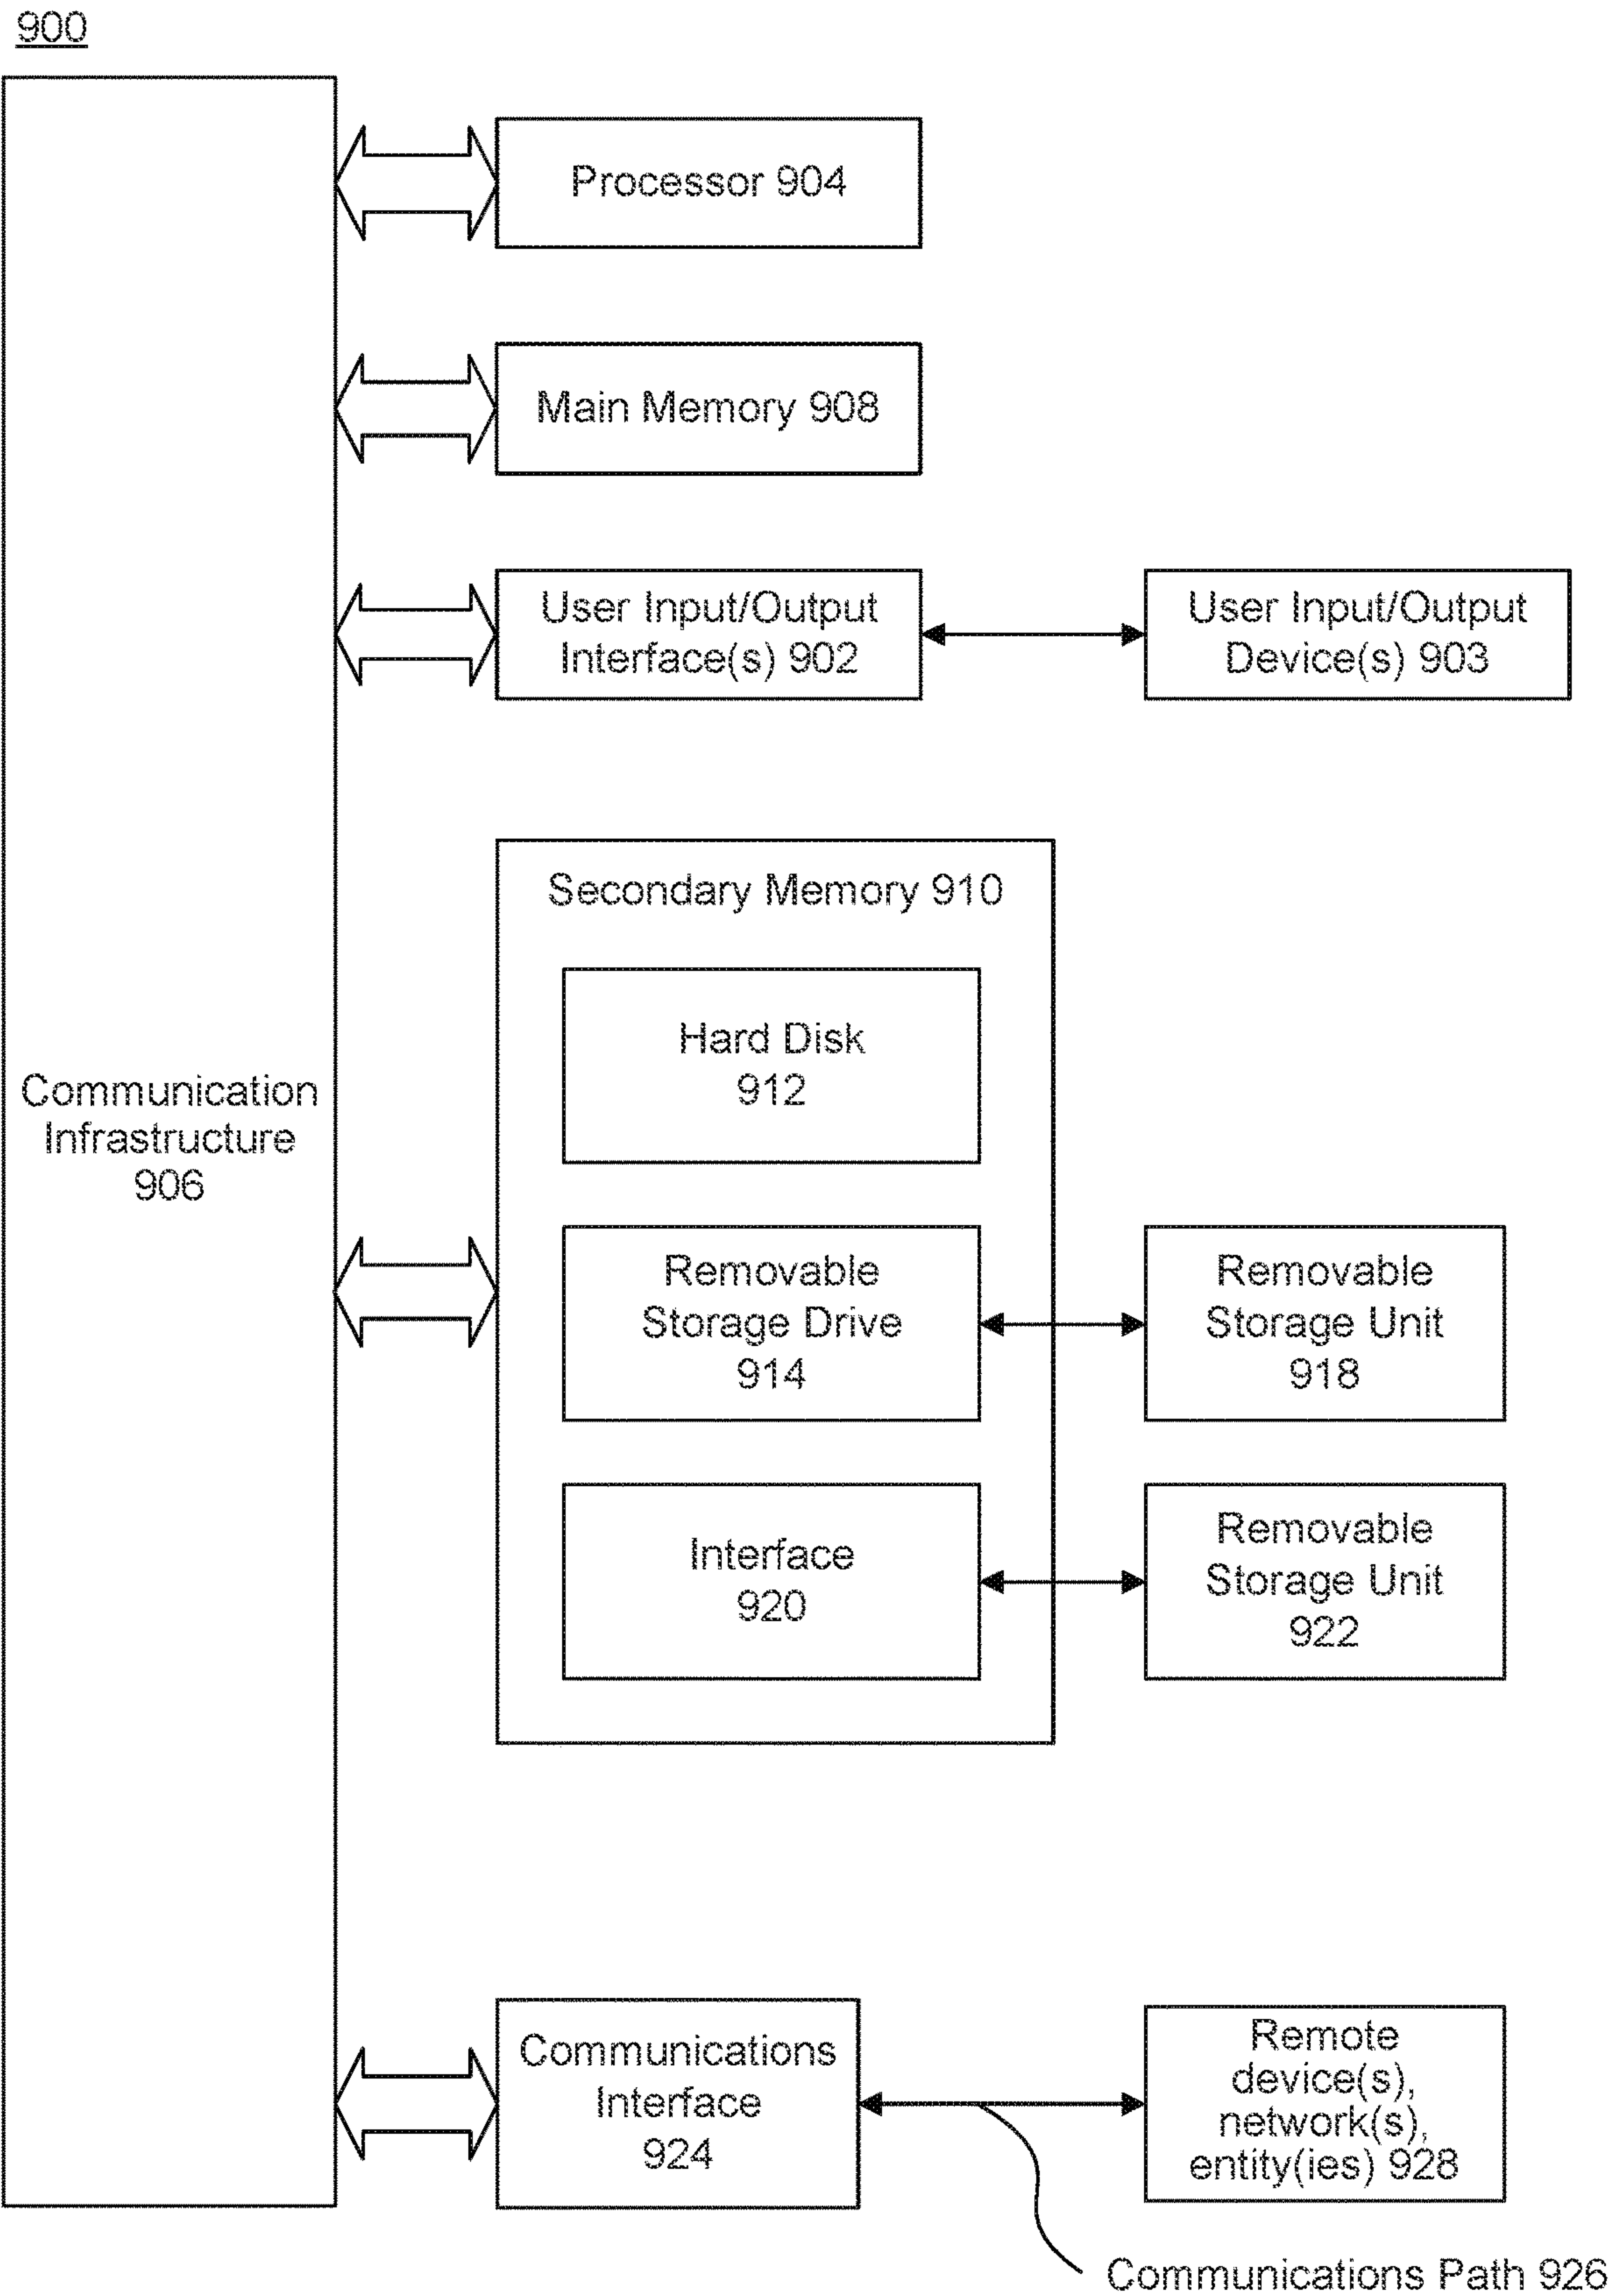 900
Processor 904
Main Memory 908
User Input/Output
Interface(s) 902
User Input/Output
Device(s) 903
Secondary Memory 910
Hard Disk
912
Communication
Infrastructure
906
Removable
Storage Drive
914
Removable
Storage Unit
918
Interface
920
Removable
Storage Unit
922
Communications
Interface
924
Remote
device(s),
network(s),
entity(ies) 928
Communications Path 926